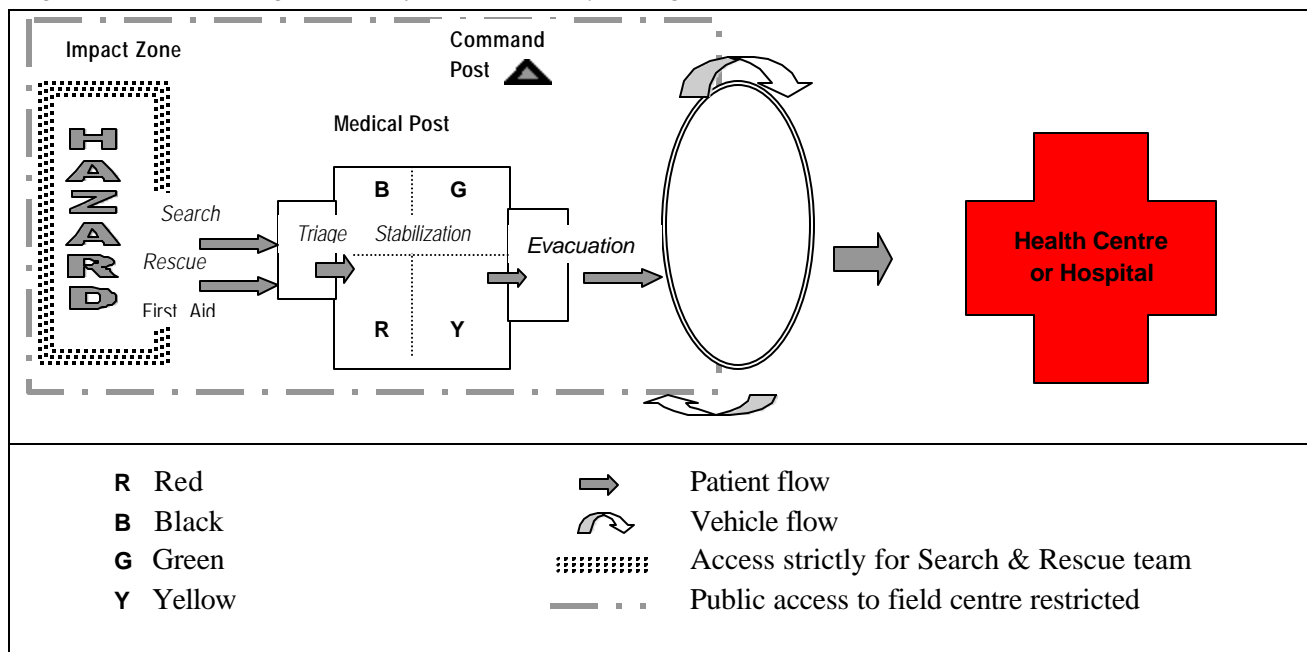 Impact Zone
Command
Post
HAZARD
Medical Post
Search
Rescue
First Aid
Triage
Stabilization
B
G
R
Y
Evacuation
Health Centre
or Hospital
R Red
B Black
G Green
Y Yellow
Patient flow
Vehicle flow
Access strictly for Search & Rescue team
Public access to field centre restricted